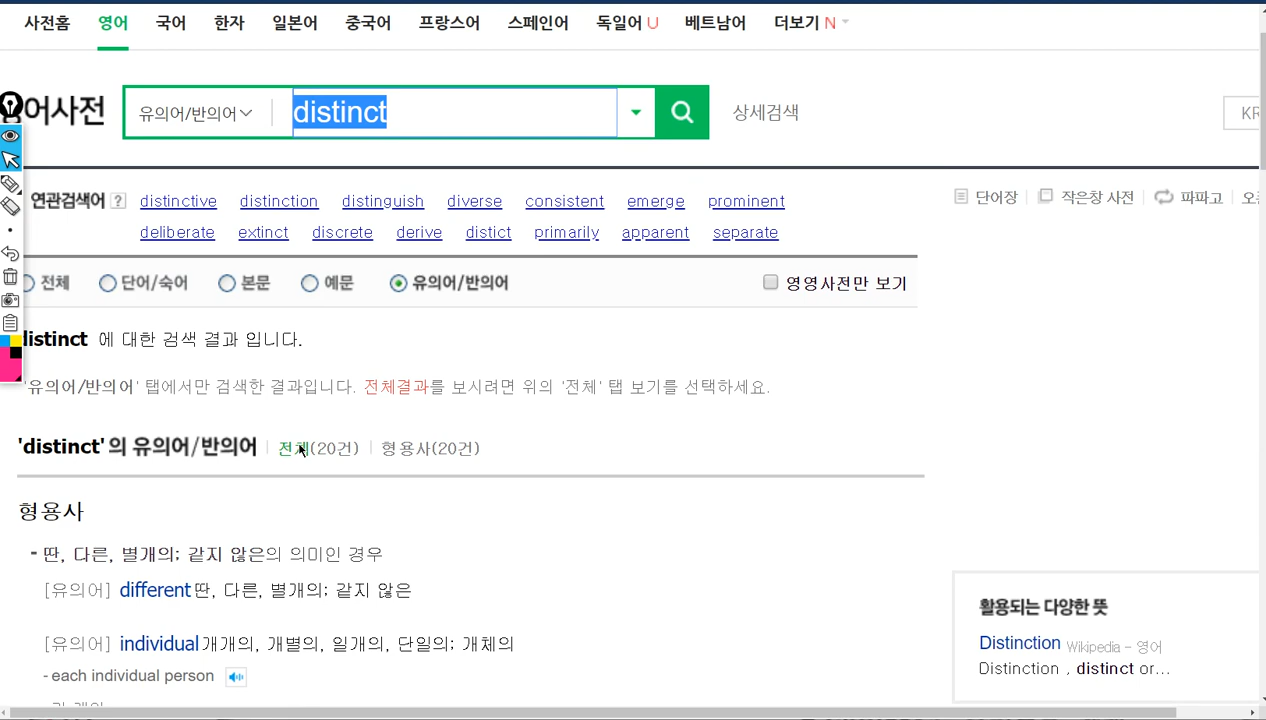 사전홈 영어 국어 한자 일본어 중국어 프랑스어 스페인어 독일어 U 베트남어 더보기 N
어사전 유의어/반의어 distinct 상세검색 KR
연관검색어 ? distinctive distinction distinguish diverse consistent emerge prominent
deliberate extinct discrete derive distict primarily apparent separate
단어장 작은창 사전 파파고 오
전체 단어/숙어 본문 예문 유의어/반의어 영영사전만 보기
distinct 에 대한 검색 결과 입니다.
'유의어/반의어' 탭에서만 검색한 결과입니다. 전체결과를 보시려면 위의 '전체' 탭 보기를 선택하세요.
'distinct'의 유의어/반의어 전체(20건) 형용사(20건)
형용사
- 딴, 다른, 별개의; 같지 않은의 의미인 경우
[유의어] different 딴, 다른, 별개의; 같지 않은
[유의어] individual 개개의, 개별의, 일개의, 단일의; 개체의
- each individual person
활용되는 다양한 뜻
Distinction Wikipedia - 영어
Distinction , distinct or...